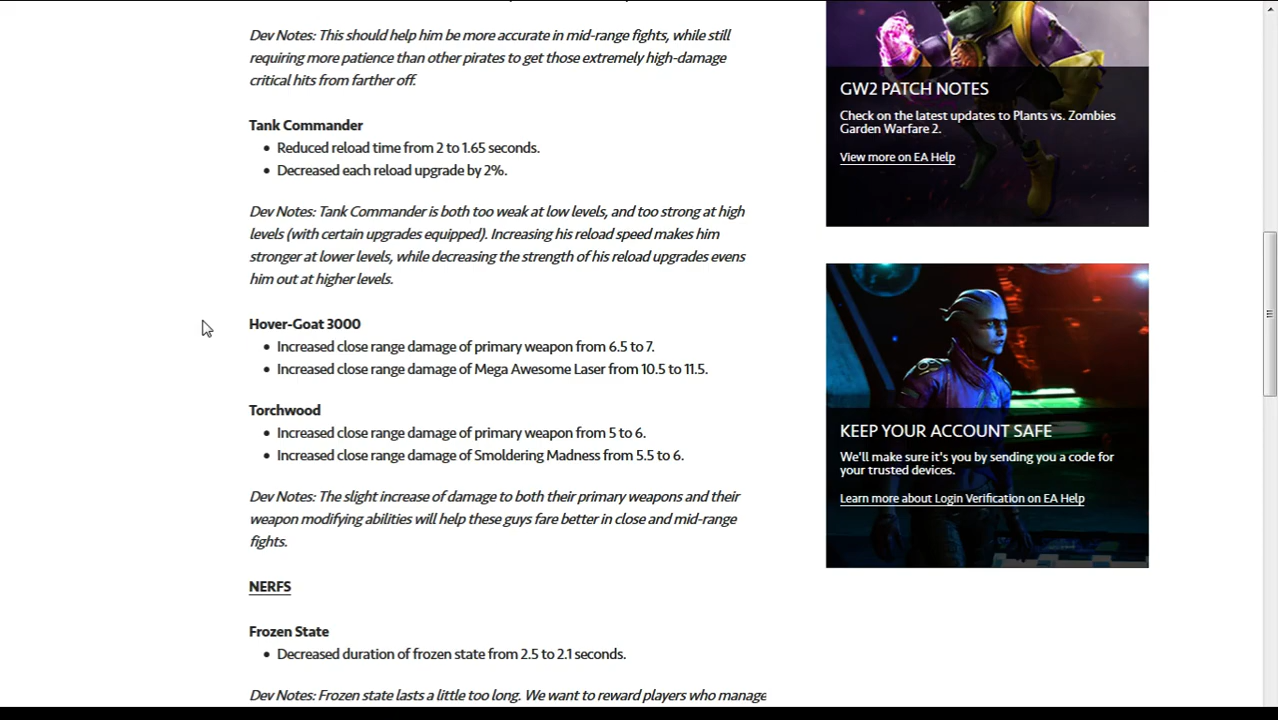 Dev Notes: This should help him be more accurate in mid-range fights, while still
requiring more patience than other pirates to get those extremely high-damage
critical hits from farther off.
Tank Commander
• Reduced reload time from 2 to 1.65 seconds.
• Decreased each reload upgrade by 2%.
Dev Notes: Tank Commander is both too weak at low levels, and too strong at high
levels (with certain upgrades equipped). Increasing his reload speed makes him
stronger at lower levels, while decreasing the strength of his reload upgrades evens
him out at higher levels.
Hover-Goat 3000
• Increased close range damage of primary weapon from 6.5 to 7.
• Increased close range damage of Mega Awesome Laser from 10.5 to 11.5.
Torchwood
• Increased close range damage of primary weapon from 5 to 6.
• Increased close range damage of Smoldering Madness from 5.5 to 6.
Dev Notes: The slight increase of damage to both their primary weapons and their
weapon modifying abilities will help these guys fare better in close and mid-range
fights.
NERFS
Frozen State
• Decreased duration of frozen state from 2.5 to 2.1 seconds.
Dev Notes: Frozen state lasts a little too long. We want to reward players who manage
GW2 PATCH NOTES
Check on the latest updates to Plants vs. Zombies
Garden Warfare 2.
View more on EA Help
KEEP YOUR ACCOUNT SAFE
We'll make sure it's you by sending you a code for
your trusted devices.
Learn more about Login Verification on EA Help